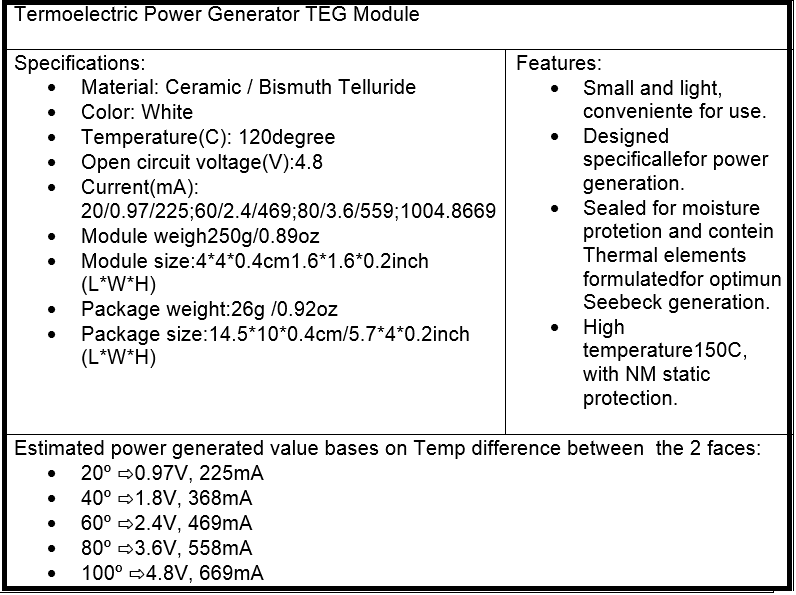 Termoelectric Power Generator TEG Module
Specifications:
• Material: Ceramic / Bismuth Telluride
• Color: White
• Temperature(C): 120degree
• Open circuit voltage(V):4.8
• Current(mA):
20/0.97/225;60/2.4/469;80/3.6/559;1004.8669
• Module weigh250g/0.89oz
• Module size:4*4*0.4cm1.6*1.6*0.2inch
(L*W*H)
• Package weight:26g /0.92oz
• Package size:14.5*10*0.4cm/5.7*4*0.2inch
(L*W*H)
Features:
• Small and light,
conveniente for use.
• Designed
specificallefor power
generation.
• Sealed for moisture
protetion and contein
Thermal elements
formulatedfor optimun
Seebeck generation.
• High
temperature150C,
with NM static
protection.
Estimated power generated value bases on Temp difference between  the 2 faces:
• 20º ⇨0.97V, 225mA
• 40º ⇨1.8V, 368mA
• 60º ⇨2.4V, 469mA
• 80º ⇨3.6V, 558mA
• 100º ⇨4.8V, 669mA